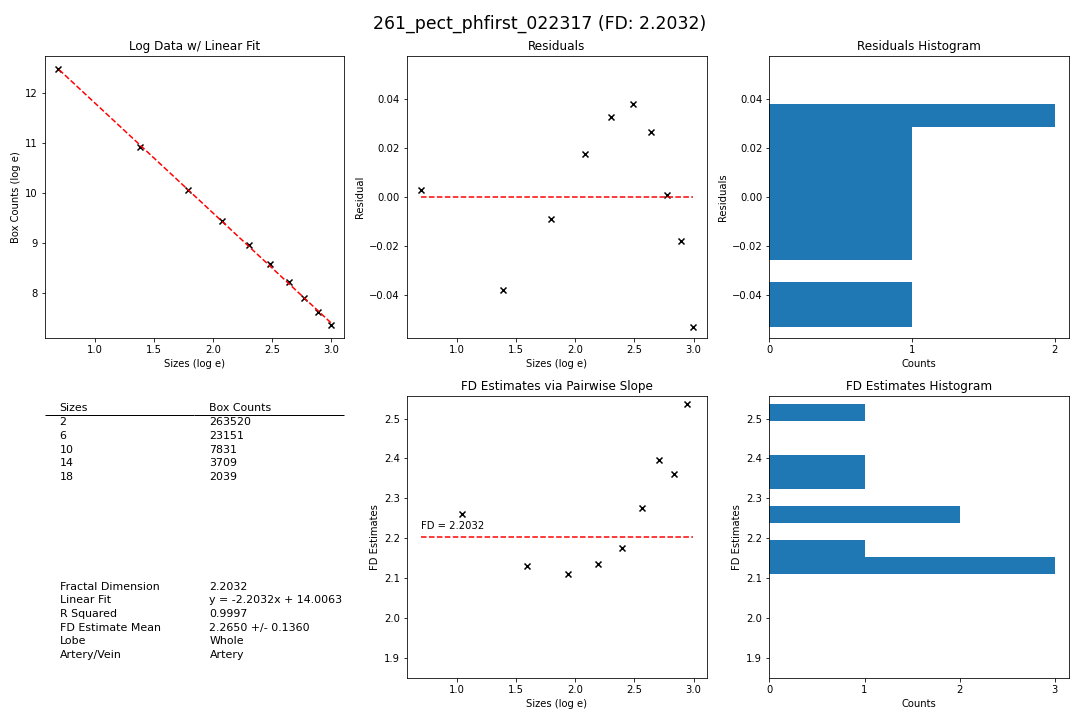 261_pect_phfirst_022317 (FD: 2.2032)
Log Data w/ Linear Fit
Box Counts (log e)
12
11
10
9
8
1.0 1.5 2.0 2.5 3.0
Sizes (log e)
Residuals
Residual
0.04
0.02
0.00
−0.02
−0.04
1.0 1.5 2.0 2.5 3.0
Sizes (log e)
Residuals Histogram
Residuals
0.04
0.02
0.00
−0.02
−0.04
0 1 2
Counts
Sizes Box Counts
2 263520
6 23151
10 7831
14 3709
18 2039
Fractal Dimension 2.2032
Linear Fit y = -2.2032x + 14.0063
R Squared 0.9997
FD Estimate Mean 2.2650 +/- 0.1360
Lobe Whole
Artery/Vein Artery
FD Estimates via Pairwise Slope
FD Estimates
2.5
2.4
2.3
2.2
2.1
2.0
1.9
FD = 2.2032
1.0 1.5 2.0 2.5 3.0
Sizes (log e)
FD Estimates Histogram
FD Estimates
2.5
2.4
2.3
2.2
2.1
2.0
1.9
0 1 2 3
Counts